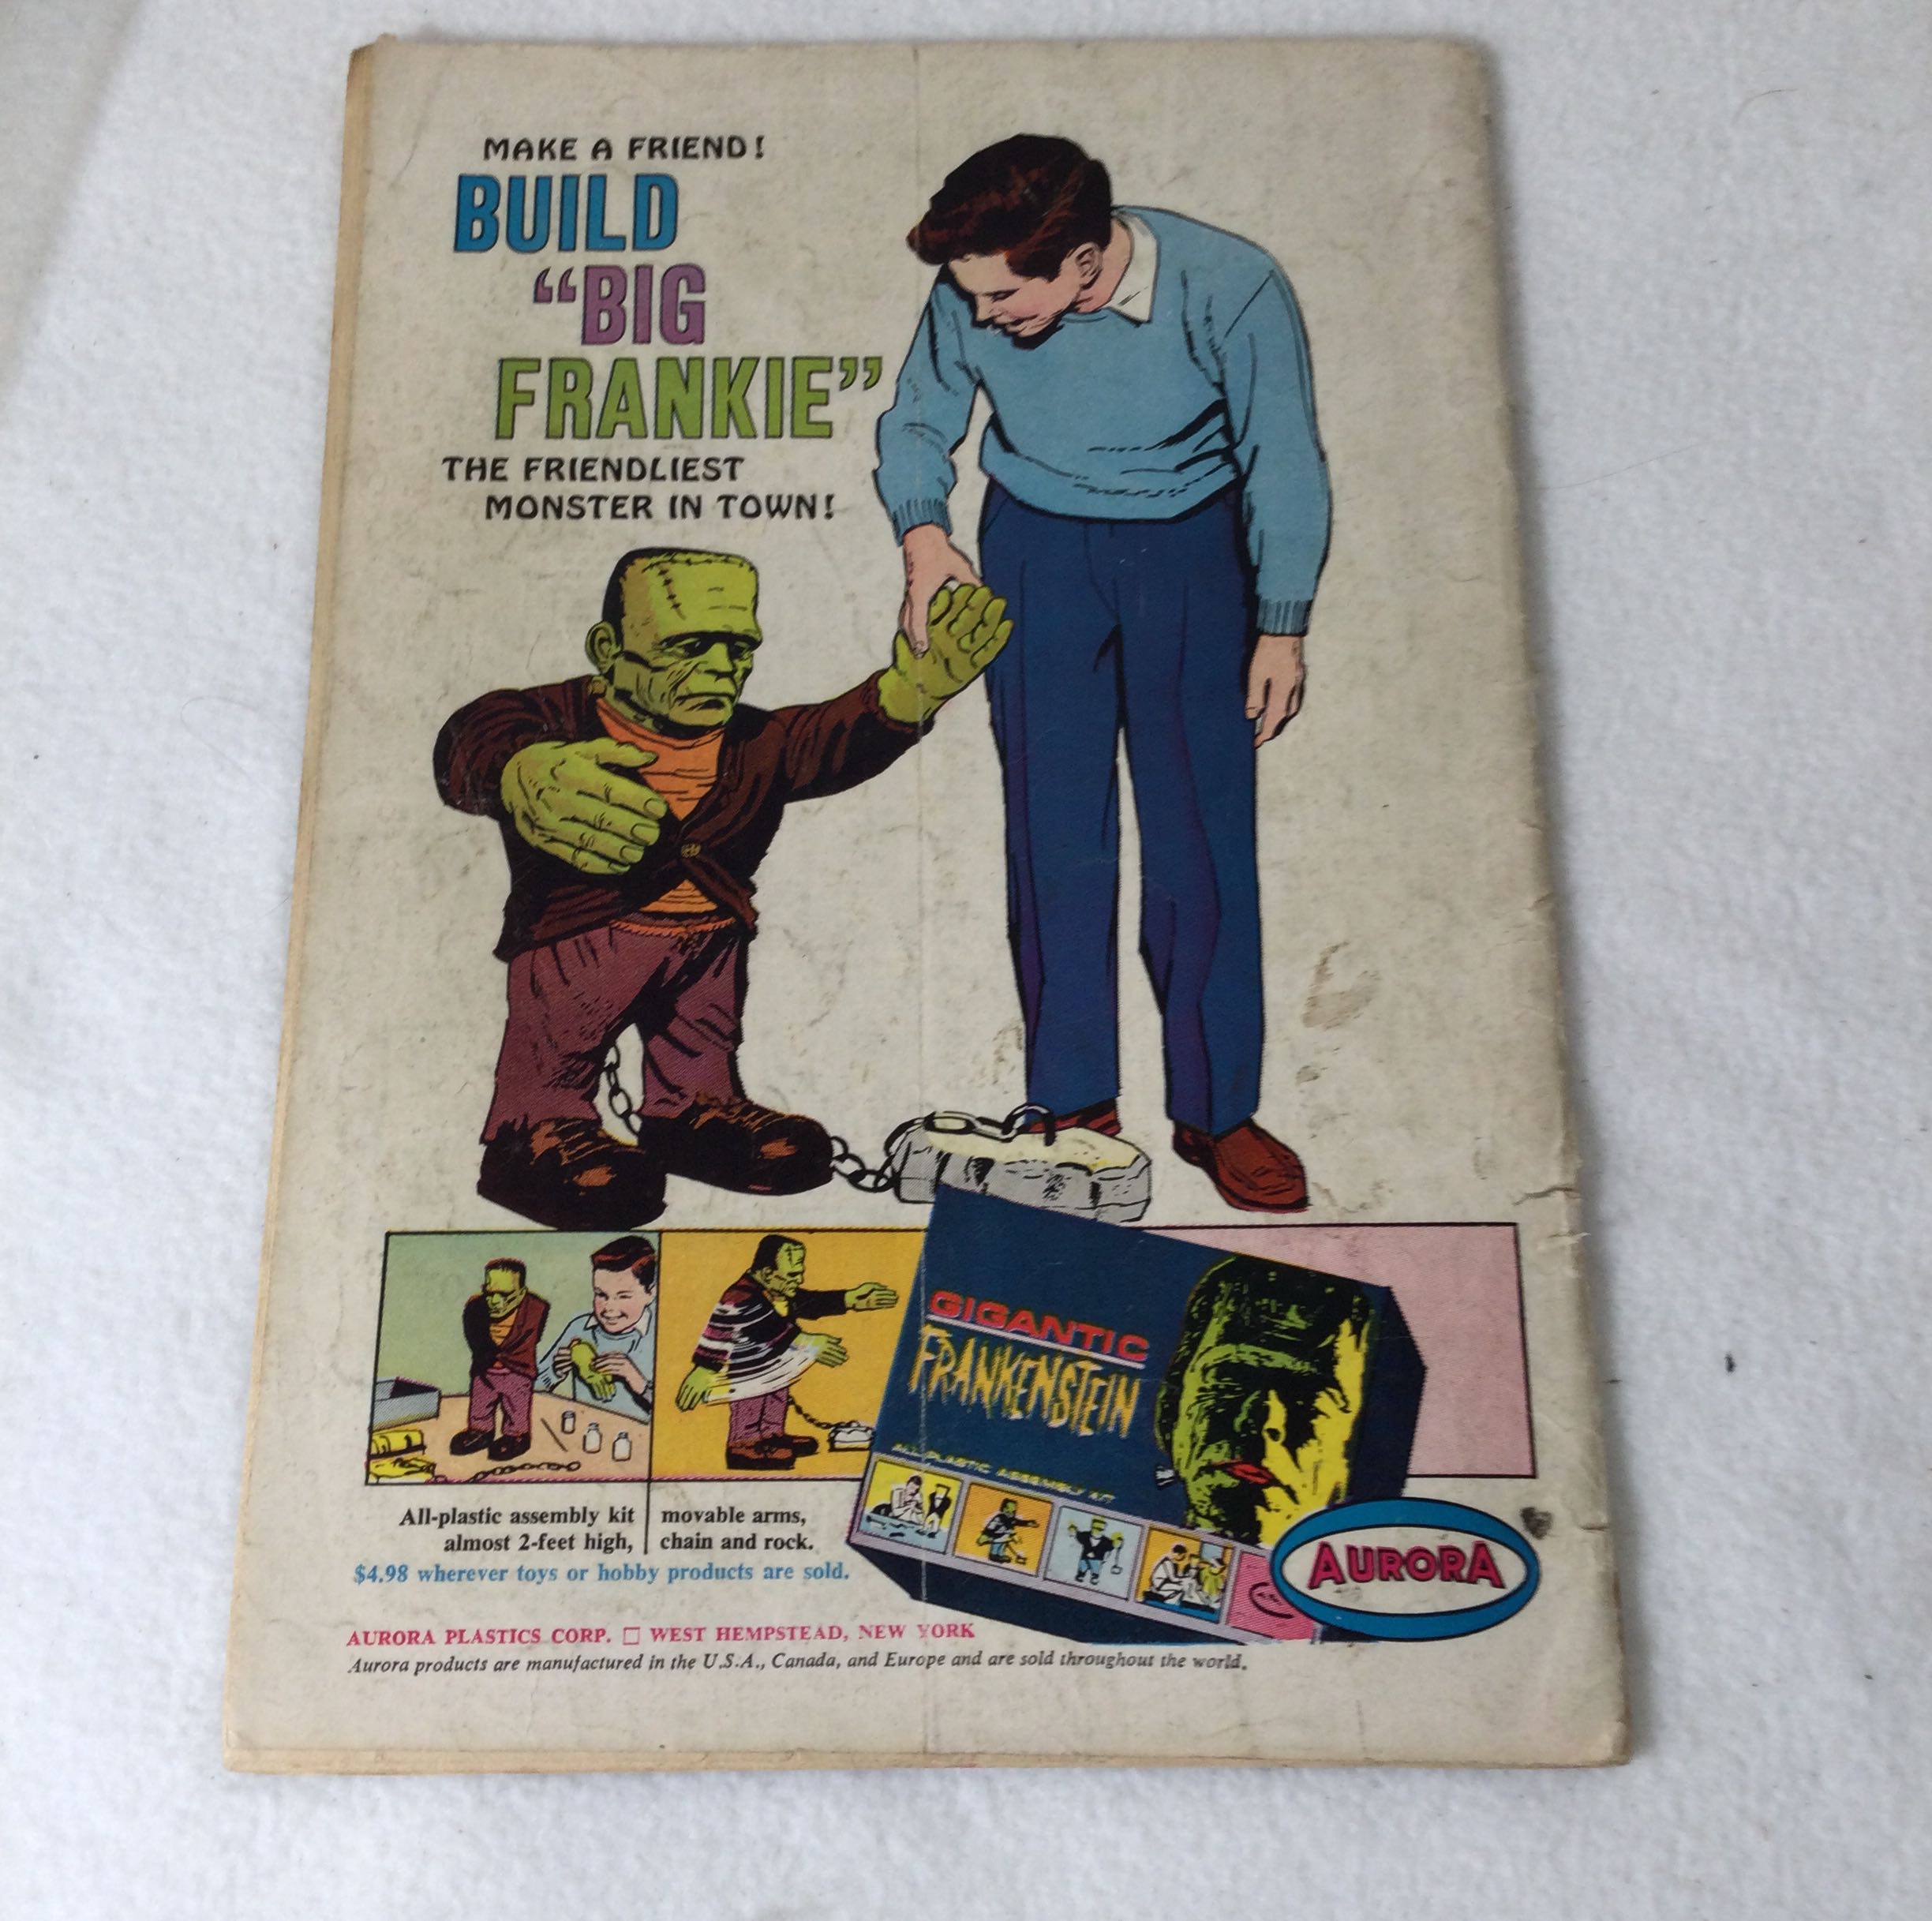 MAKE A FRIEND!
BUILD
“BIG
FRANKIE”
THE FRIENDLIEST
MONSTER IN TOWN!
GIGANTIC
FRANKENSTEIN
ALL PLASTIC ASSEMBLY KIT
All-plastic assembly kit
almost 2-feet high,
movable arms,
chain and rock.
$4.98 wherever toys or hobby products are sold.
AURORA
AURORA PLASTICS CORP. □ WEST HEMPSTEAD, NEW YORK
Aurora products are manufactured in the U.S.A., Canada, and Europe and are sold throughout the world.